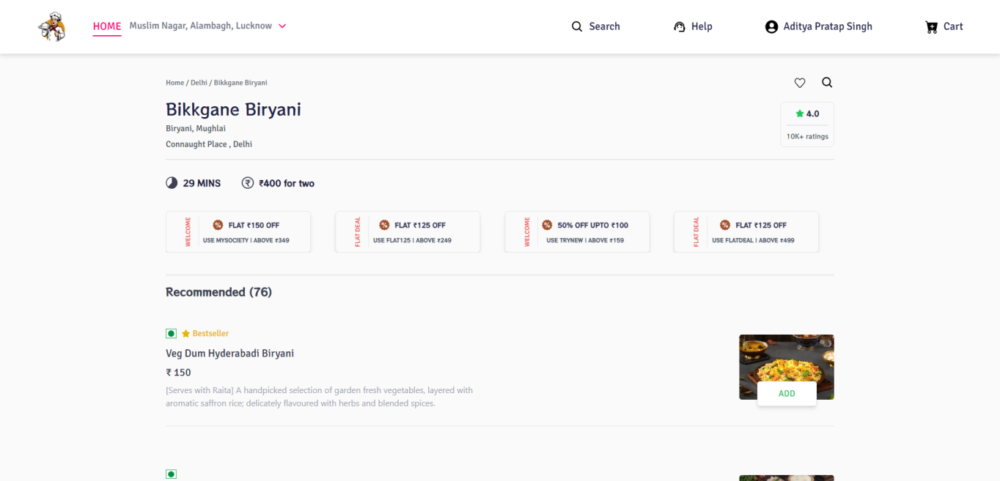 HOME
Muslim Nagar, Alambagh, Lucknow
Search
Help
Aditya Pratap Singh
Cart
Home / Delhi / Bikkgane Biryani
Bikkgane Biryani
Biryani, Mughlai
Connaught Place , Delhi
4.0
10K+ ratings
29 MINS
₹ ₹400 for two
WELCOME
% FLAT ₹150 OFF
USE MYSOCIETY | ABOVE ₹349
FLAT DEAL
% FLAT ₹125 OFF
USE FLAT125 | ABOVE ₹249
WELCOME
% 50% OFF UPTO ₹100
USE TRYNEW | ABOVE ₹159
FLAT DEAL
% FLAT ₹125 OFF
USE FLATDEAL | ABOVE ₹499
Recommended (76)
Bestseller
Veg Dum Hyderabadi Biryani
₹ 150
[Serves with Raita] A handpicked selection of garden fresh vegetables, layered with
aromatic saffron rice; delicately flavoured with herbs and blended spices.
ADD